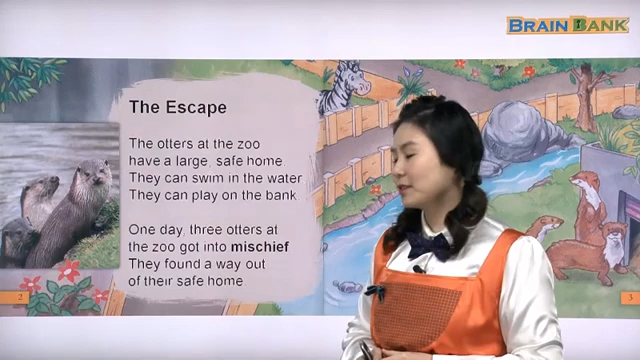 BRAIN BANK
The Escape
The otters at the zoo
have a large, safe home.
They can swim in the water
They can play on the bank.
One day, three otters at
the zoo got into mischief
They found a way out
of their safe home.
2
3